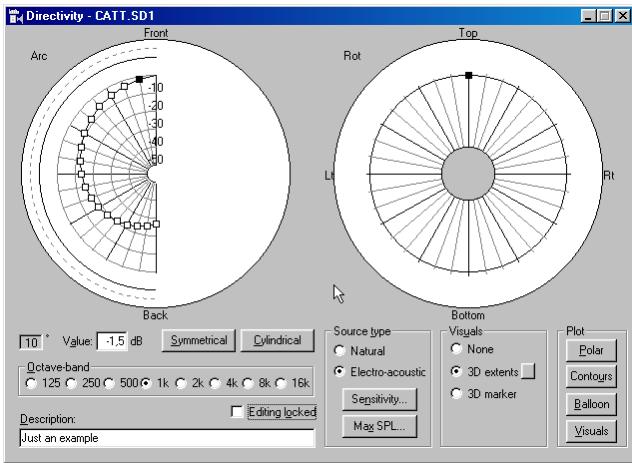 Directivity - CATT.SD1
Front
Top
Arc
Rot
-10
-20
-30
-40
-50
Lt
Rt
Back
Bottom
10 ° Value: -1,5 dB Symmetrical Cylindrical
Octave-band
125 250 500 1k 2k 4k 8k 16k
Editing locked
Description:
Just an example
Source type
Natural
Electro-acoustic
Sensitivity...
Max SPL...
Visuals
None
3D extents
3D marker
Plot
Polar
Contours
Balloon
Visuals